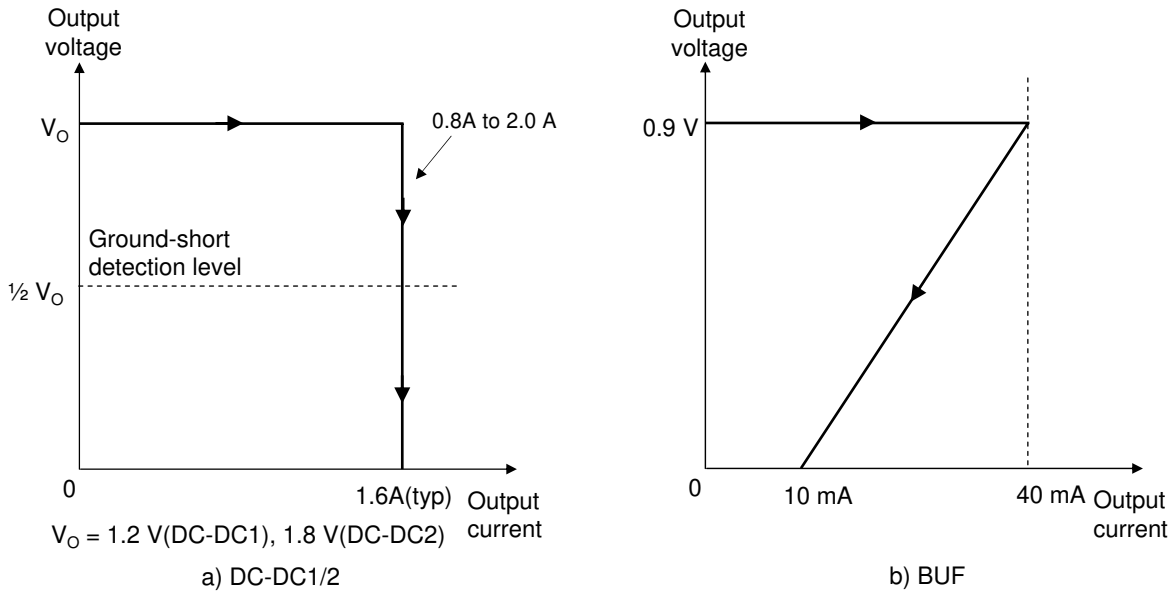 Output
voltage
V_O
0.8A to 2.0 A
Ground-short
detection level
½ V_O
0
1.6A(typ)
Output
current
V_O = 1.2 V(DC-DC1), 1.8 V(DC-DC2)
a) DC-DC1/2
Output
voltage
0.9 V
0
10 mA
40 mA
Output
current
b) BUF